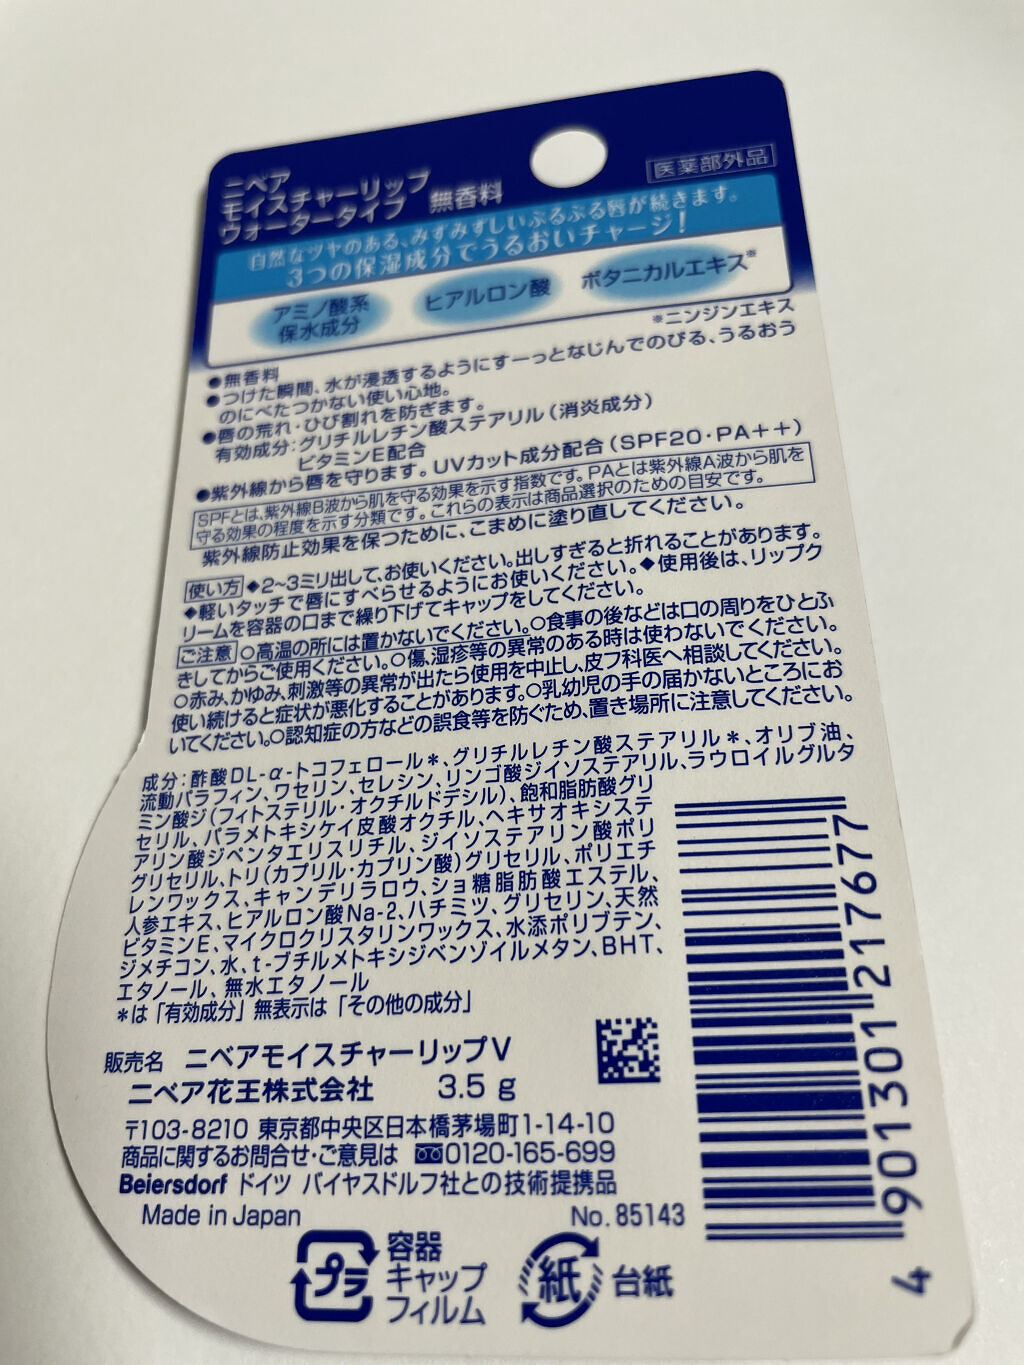 ニベア
モイスチャーリップ
ウォータータイプ 無香料
医薬部外品
自然なツヤのある、みずみずしいぷるぷる唇が続きます。
3つの保湿成分でうるおいチャージ!
アミノ酸系
保水成分
ヒアルロン酸
ボタニカルエキス※
※ニンジンエキス
●無香料
●つけた瞬間、水が浸透するようにすーっとなじんでのびる、うるおう
のにべたつかない使い心地。
●唇の荒れ・ひび割れを防ぎます。
有効成分:グリチルレチン酸ステアリル(消炎成分)
ビタミンE配合
●紫外線から唇を守ります。UVカット成分配合(SPF20・PA++)
SPFとは、紫外線B波から肌を守る効果を示す指数です。PAとは紫外線A波から肌を
守る効果の程度を示す分類です。これらの表示は商品選択のための目安です。
紫外線防止効果を保つために、こまめに塗り直してください。
使い方 ◆2~3ミリ出して、お使いください。出しすぎると折れることがあります。
◆軽いタッチで唇にすべらせるようにお使いください。◆使用後は、リップク
リームを容器の口まで繰り下げてキャップをしてください。
ご注意 ○高温の所には置かないでください。○食事の後などは口の周りをひとふ
きしてからご使用ください。○傷、湿疹等の異常のある時は使わないでください。
○赤み、かゆみ、刺激等の異常が出たら使用を中止し、皮フ科医へ相談してください。
使い続けると症状が悪化することがあります。○乳幼児の手の届かないところにお
いてください。○認知症の方などの誤食等を防ぐため、置き場所に注意してください。
成分:酢酸DL-α-トコフェロール*、グリチルレチン酸ステアリル*、オリブ油、
流動パラフィン、ワセリン、セレシン、リンゴ酸ジイソステアリル、ラウロイルグルタ
ミン酸ジ(フィトステリル・オクチルドデシル)、飽和脂肪酸グリ
セリル、パラメトキシケイ皮酸オクチル、ヘキサオキシステ
アリン酸ジペンタエリスリチル、ジイソステアリン酸ポリ
グリセリル、トリ(カプリル・カプリン酸)グリセリル、ポリエチ
レンワックス、キャンデリラロウ、ショ糖脂肪酸エステル、
人参エキス、ヒアルロン酸Na-2、ハチミツ、グリセリン、天然
ビタミンE、マイクロクリスタリンワックス、水添ポリブテン、
ジメチコン、水、t-ブチルメトキシジベンゾイルメタン、BHT、
エタノール、無水エタノール
*は「有効成分」無表示は「その他の成分」
販売名 ニベアモイスチャーリップV
ニベア花王株式会社 3.5g
〒103-8210 東京都中央区日本橋茅場町1-14-10
商品に関するお問合せ・ご意見は 0120-165-699
Beiersdorf ドイツ バイヤスドルフ社との技術提携品
Made in Japan No.85143
プラ
容器
キャップ
フィルム
紙 台紙
4 901301 217677